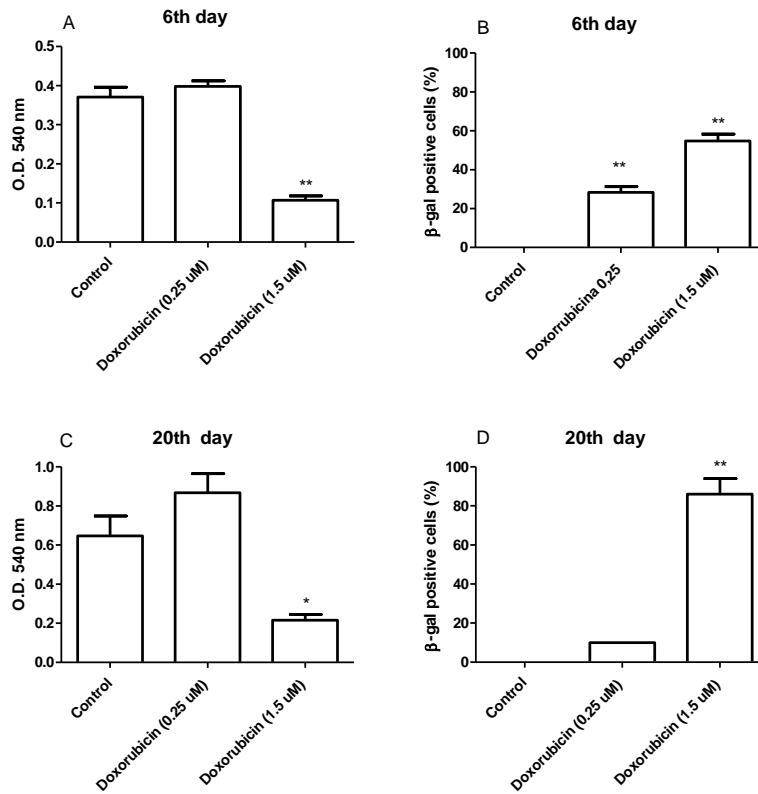 A
6th day
O.D. 540 nm
0.5
0.4
0.3
0.2
0.1
0.0
**
Control
Doxorubicin (0.25 uM)
Doxorubicin (1.5 uM)
B
6th day
β-gal positive cells (%)
100
80
60
40
20
0
**
**
Control
Doxorrubicina 0,25
Doxorubicin (1.5 uM)
C
20th day
O.D. 540 nm
1.0
0.8
0.6
0.4
0.2
0.0
*
Control
Doxorubicin (0.25 uM)
Doxorubicin (1.5 uM)
D
20th day
β-gal positive cells (%)
100
80
60
40
20
0
**
Control
Doxorubicin (0.25 uM)
Doxorubicin (1.5 uM)